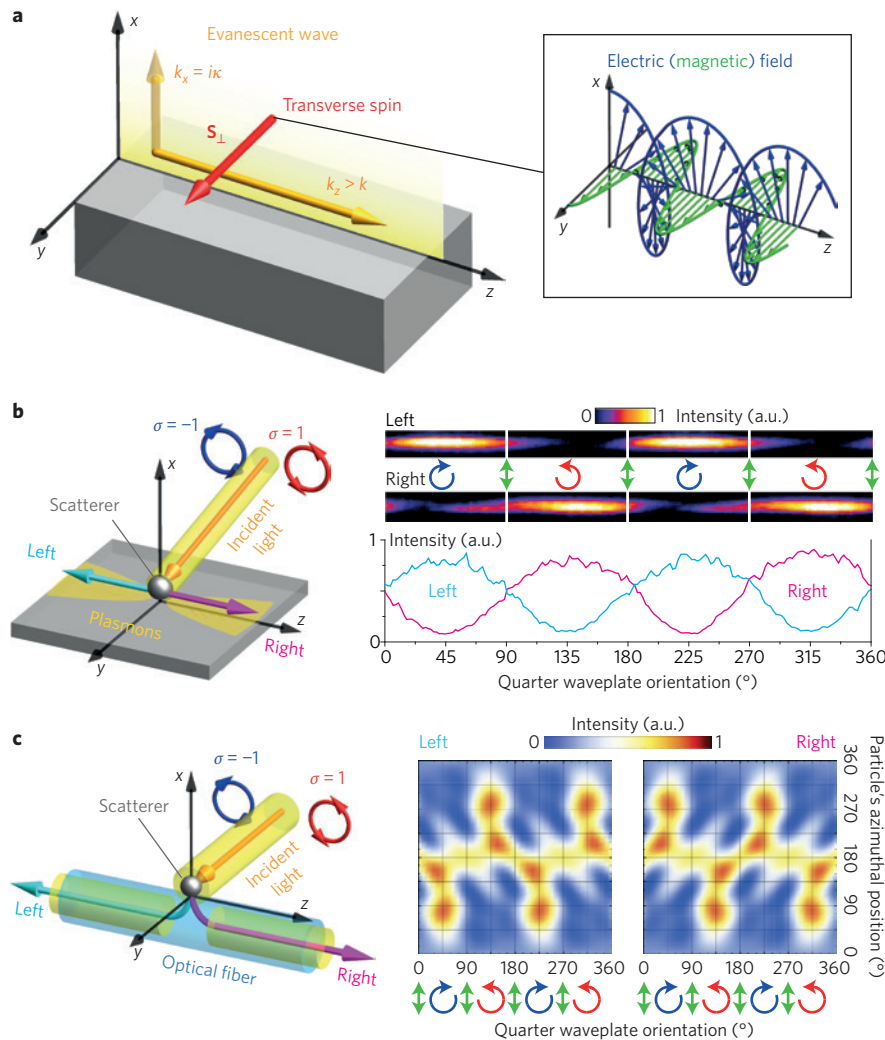 a
x
Evanescent wave
kₓ = iκ
Transverse spin
S⊥
k_z > k
y
z
Electric (magnetic) field
x
y
z
b
σ = −1
σ = 1
x
Scatterer
Incident
light
Left
Plasmons
z
Right
y
0 1 Intensity (a.u.)
Left
Right
1
Intensity (a.u.)
Left
Right
0
0 45 90 135 180 225 270 315 360
Quarter waveplate orientation (°)
c
σ = −1
σ = 1
x
Scatterer
Incident
light
Left
z
y
Optical fiber
Right
Intensity (a.u.)
Left
0 1
Right
360
270
180
90
0
Particle's azimuthal position (°)
0 90 180 270 360
0 90 180 270 360
Quarter waveplate orientation (°)